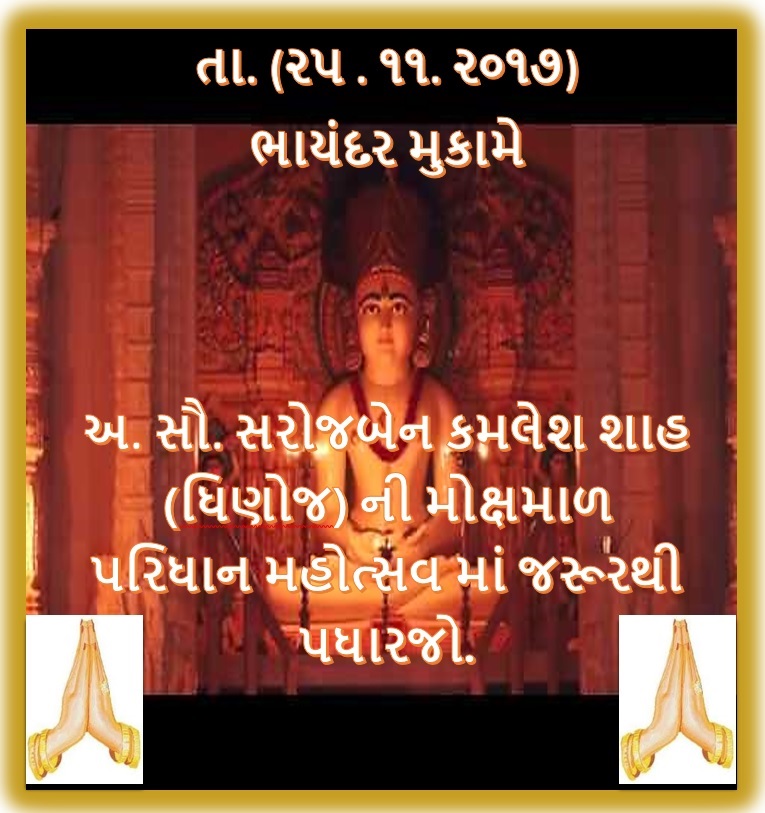 તા. (૨૫ . ૧૧. ૨૦૧૭)
ભાયંદર મુકામે
અ. સૌ. સરોજબેન કમલેશ શાહ
(ધિણોજ) ની મોક્ષમાળ
પરિધાન મહોત્સવ માં જરૂરથી
પધારજો.